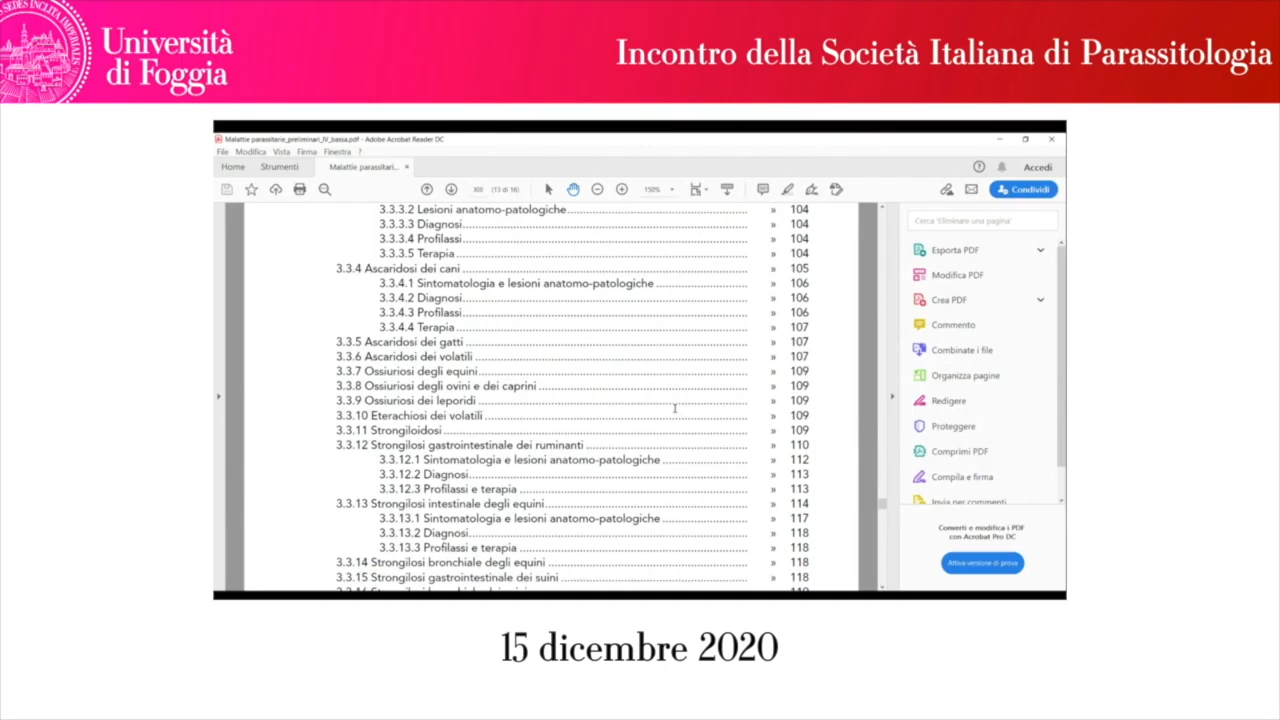 SEDES INCLITA IMPERIALIS
Università
di Foggia
Incontro della Società Italiana di Parassitologia
Malattie parassitarie_preliminari_IV_bassa.pdf - Adobe Acrobat Reader DC
File Modifica Vista Firma Finestra ?
Home Strumenti Malattie parassitari... ×
Accedi
XIII (13 di 16) 150% Condividi
3.3.3.2 Lesioni anatomo-patologiche » 104
3.3.3.3 Diagnosi » 104
3.3.3.4 Profilassi » 104
3.3.3.5 Terapia » 104
3.3.4 Ascaridosi dei cani » 105
3.3.4.1 Sintomatologia e lesioni anatomo-patologiche » 106
3.3.4.2 Diagnosi » 106
3.3.4.3 Profilassi » 106
3.3.4.4 Terapia » 107
3.3.5 Ascaridosi dei gatti » 107
3.3.6 Ascaridosi dei volatili » 107
3.3.7 Ossiuriosi degli equini » 109
3.3.8 Ossiuriosi degli ovini e dei caprini » 109
3.3.9 Ossiuriosi dei leporidi » 109
3.3.10 Eterachiosi dei volatili » 109
3.3.11 Strongiloidosi » 109
3.3.12 Strongilosi gastrointestinale dei ruminanti » 110
3.3.12.1 Sintomatologia e lesioni anatomo-patologiche » 112
3.3.12.2 Diagnosi » 113
3.3.12.3 Profilassi e terapia » 113
3.3.13 Strongilosi intestinale degli equini » 114
3.3.13.1 Sintomatologia e lesioni anatomo-patologiche » 117
3.3.13.2 Diagnosi » 118
3.3.13.3 Profilassi e terapia » 118
3.3.14 Strongilosi bronchiale degli equini » 118
3.3.15 Strongilosi gastrointestinale dei suini » 118
Cerca 'Eliminare una pagina'
Esporta PDF
Modifica PDF
Crea PDF
Commento
Combinate i file
Organizza pagine
Redigere
Proteggere
Comprimi PDF
Compila e firma
Invia per commenti
Converti e modifica i PDF
con Acrobat Pro DC
Attiva versione di prova
15 dicembre 2020